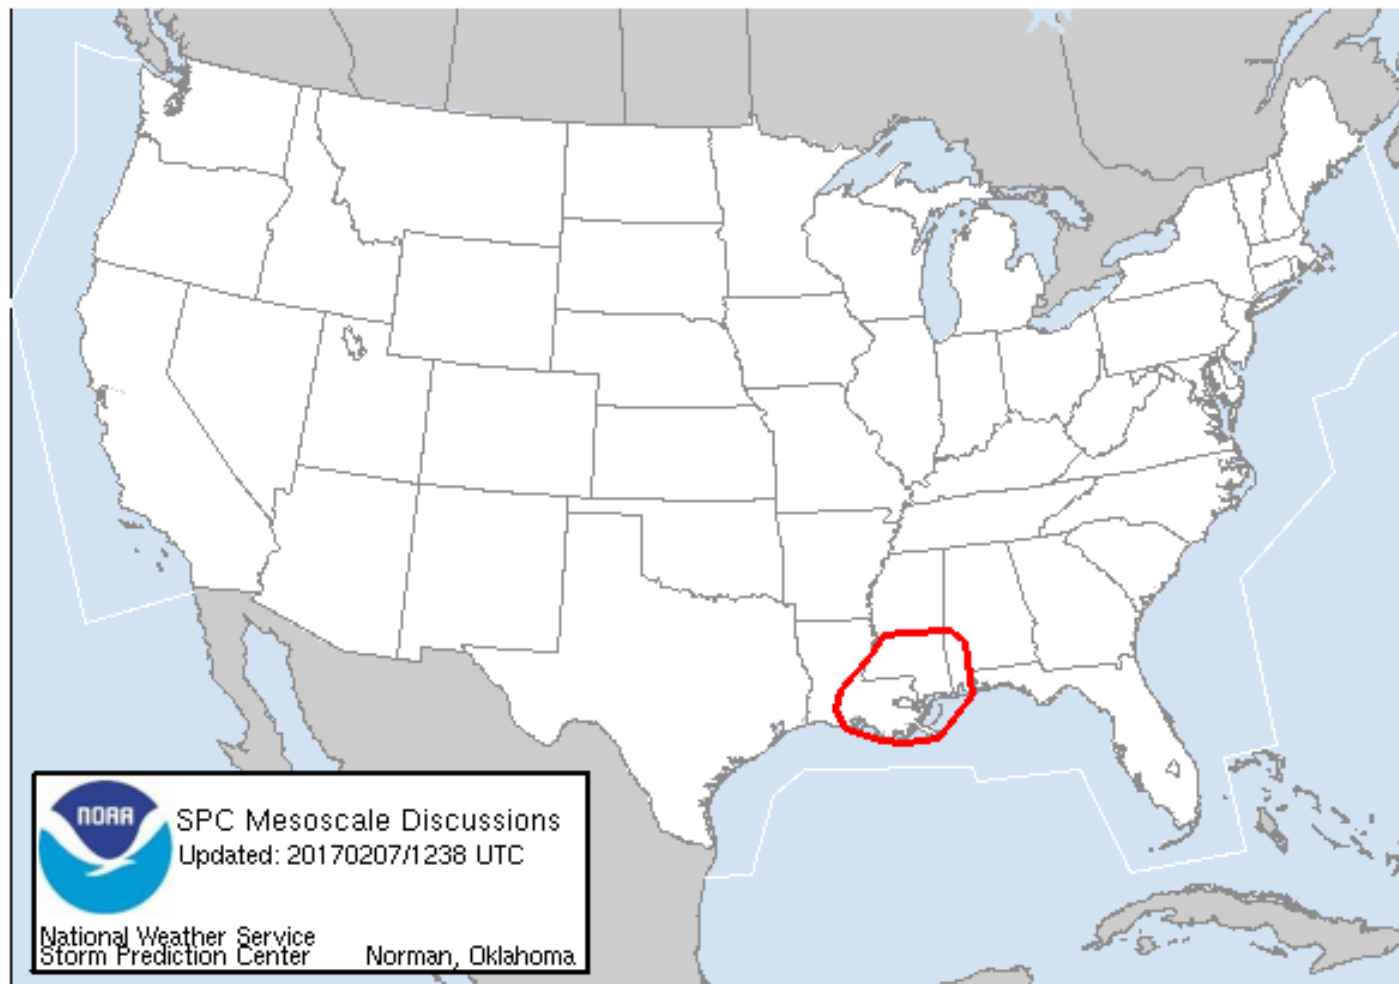 NOAA
SPC Mesoscale Discussions
Updated: 20170207/1238 UTC
National Weather Service
Storm Prediction Center Norman, Oklahoma